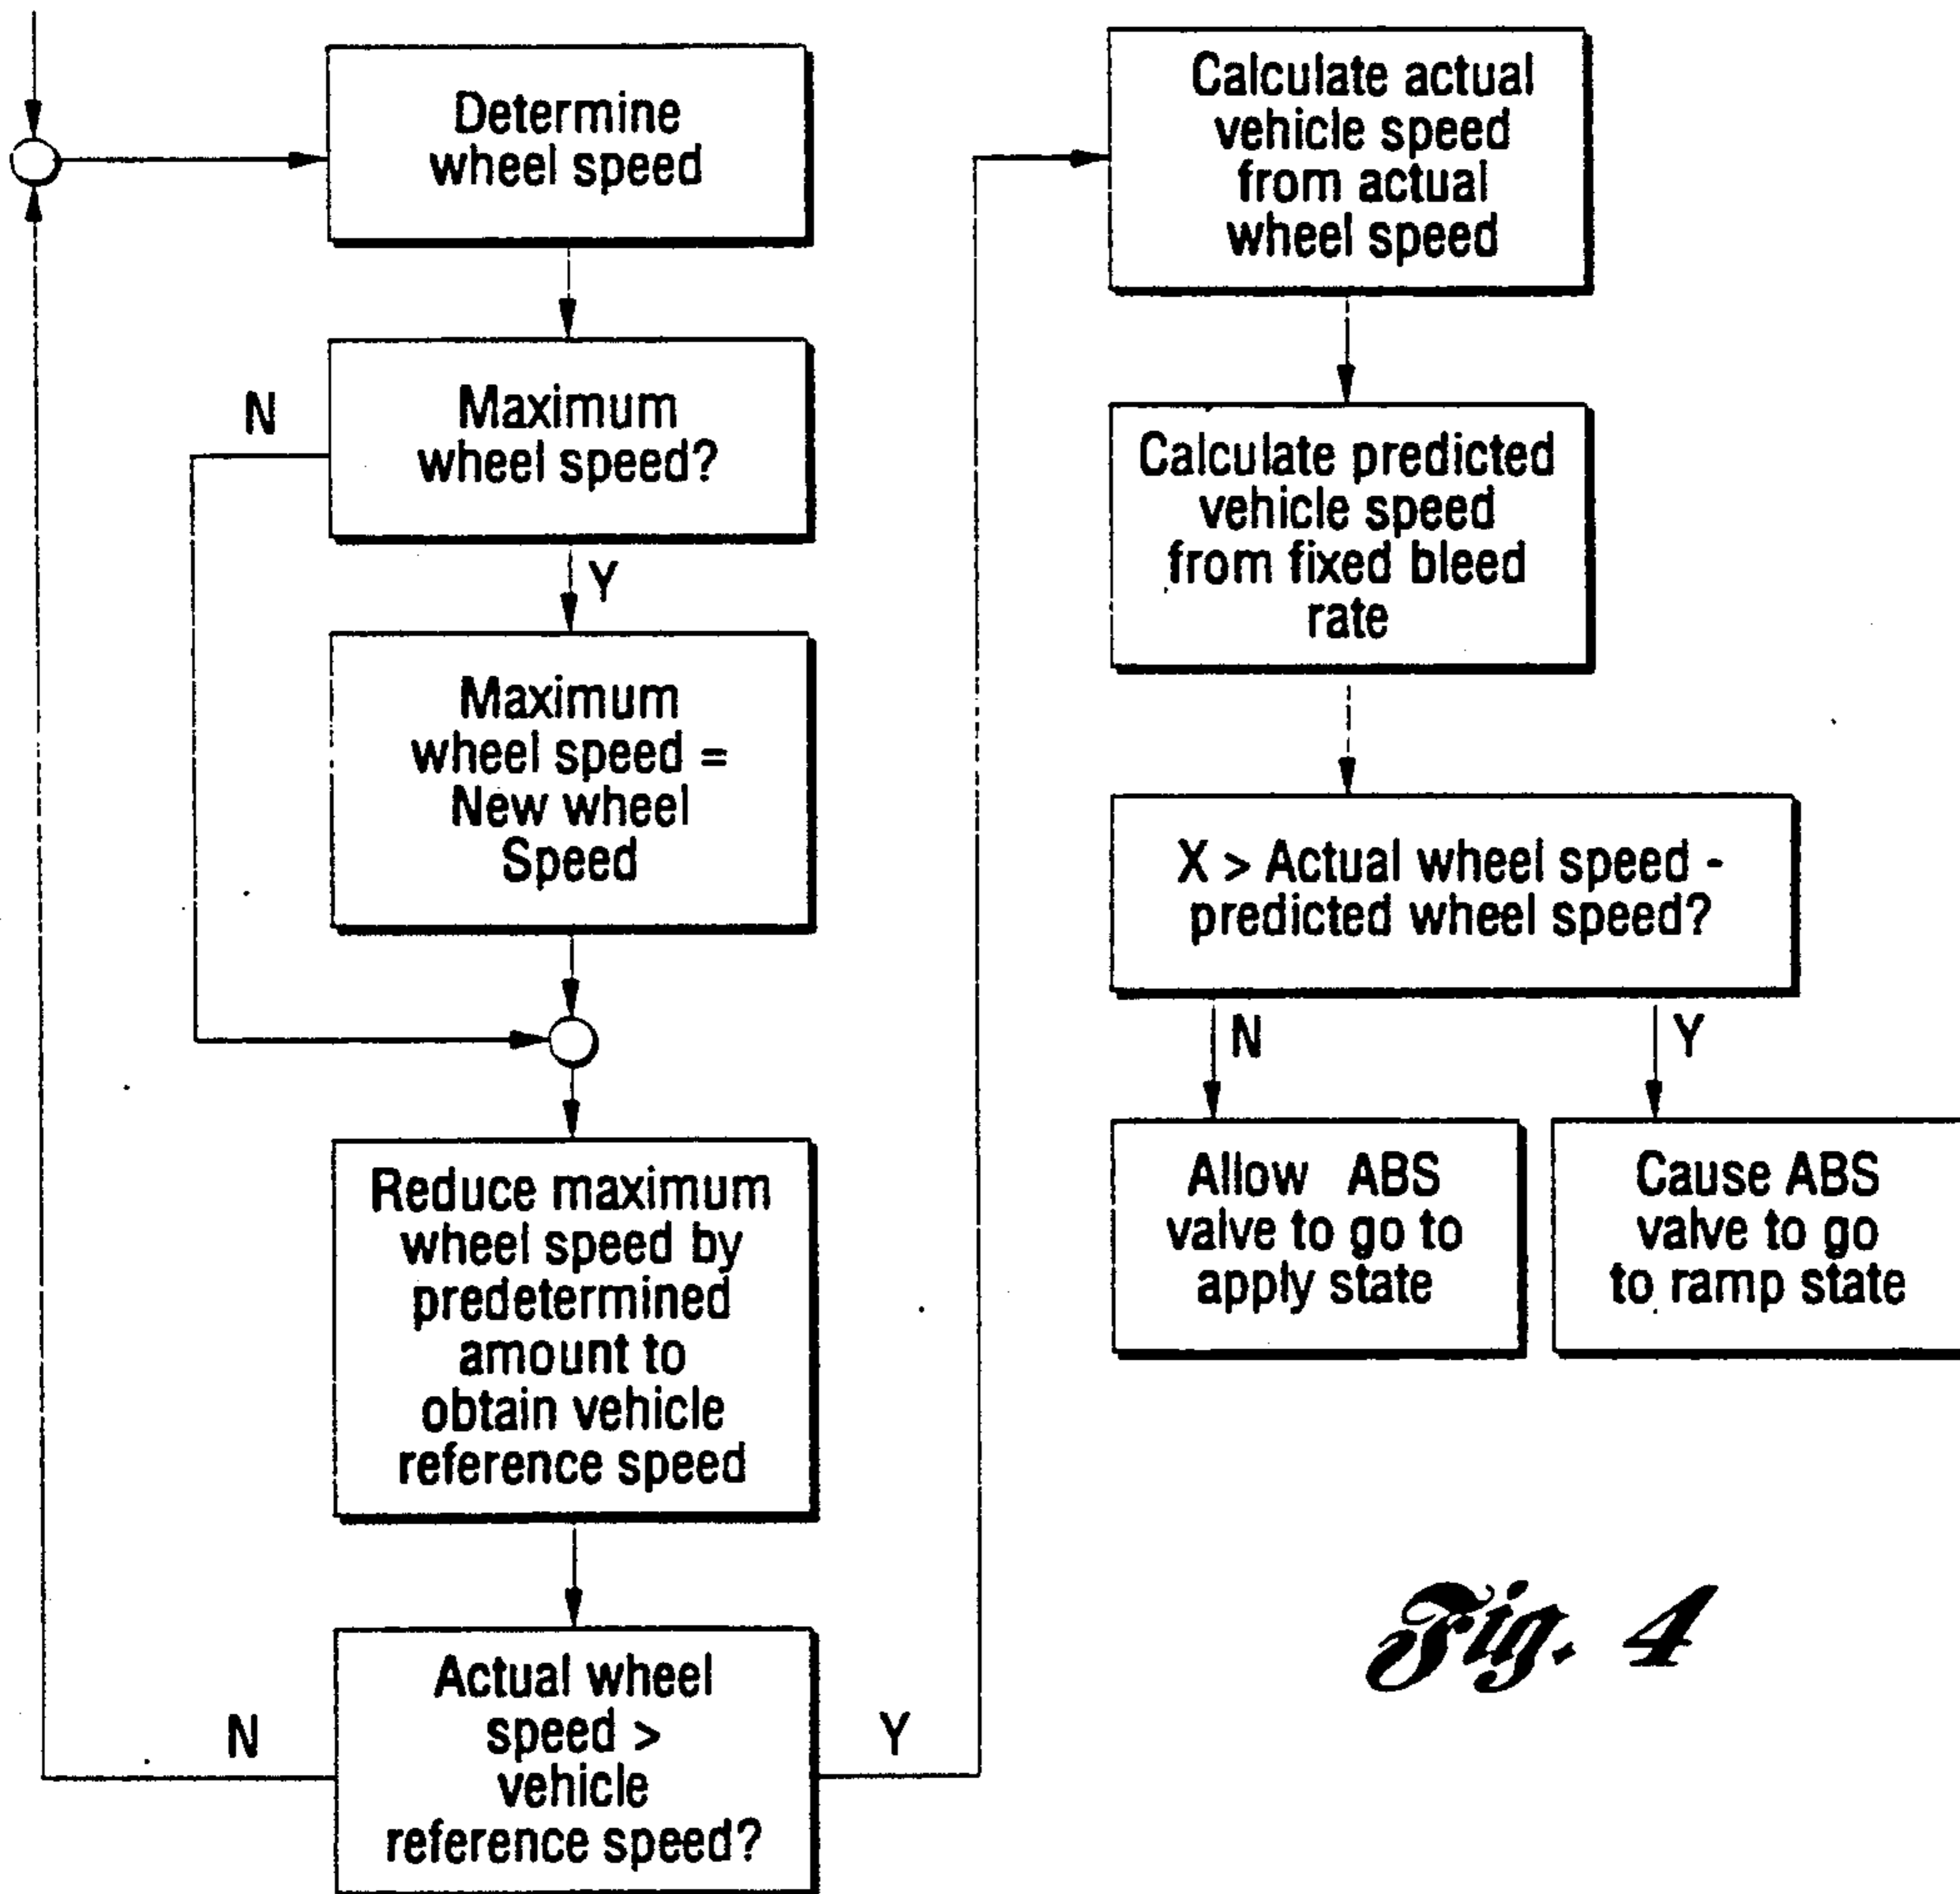 Determine
wheel speed
Maximum
wheel speed?
N
Y
Maximum
wheel speed =
New wheel
Speed
Reduce maximum
wheel speed by
predetermined
amount to
obtain vehicle
reference speed
Actual wheel
speed >
vehicle
reference speed?
N
Y
Calculate actual
vehicle speed
from actual
wheel speed
Calculate predicted
vehicle speed
from fixed bleed
rate
X > Actual wheel speed -
predicted wheel speed?
N
Y
Allow ABS
valve to go to
apply state
Cause ABS
valve to go
to ramp state
Fig. 4